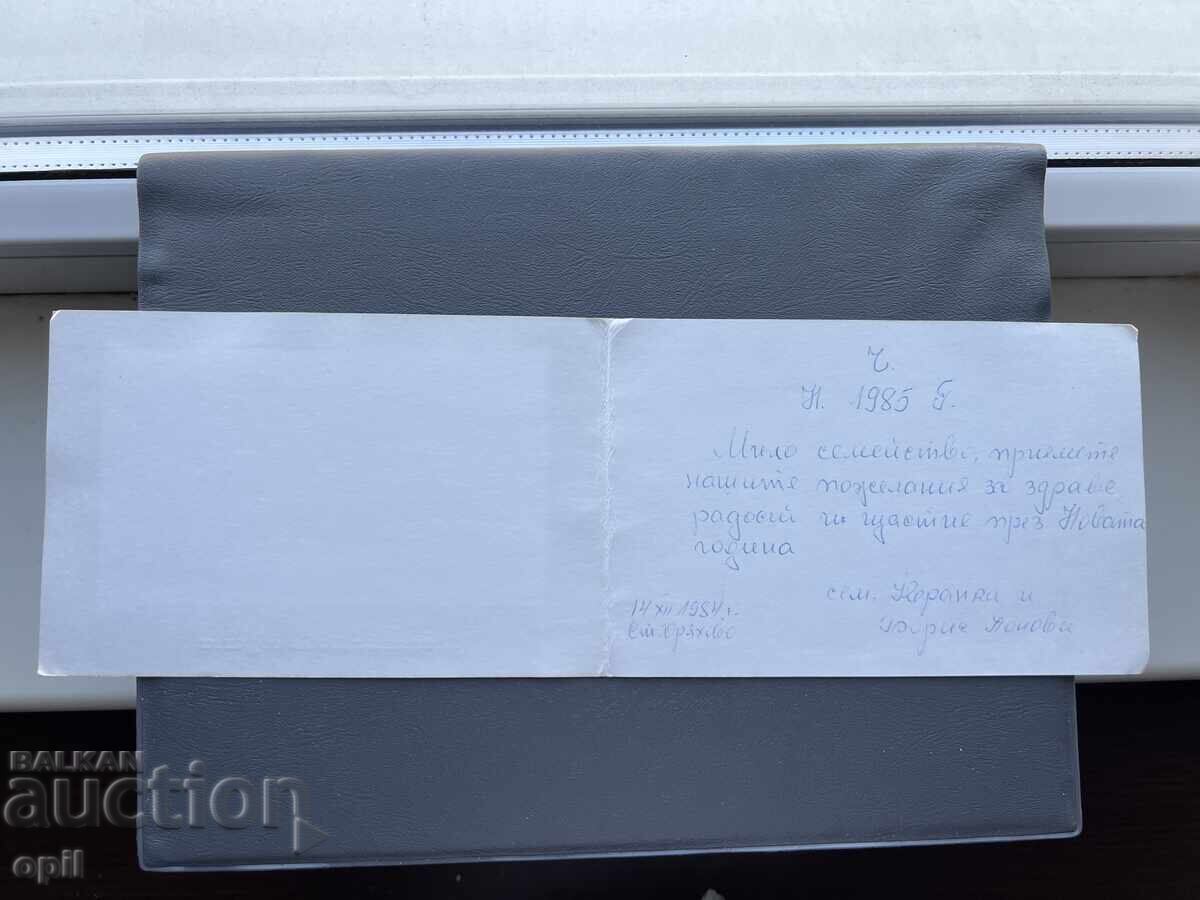 Ч.
Н. 1985 Г.
Мило семейство, приемете
нашите пожелания за здраве,
радост и щастие през Новата
година
сем.
и
14 XII 1984 г.
BALKAN
auction
opil